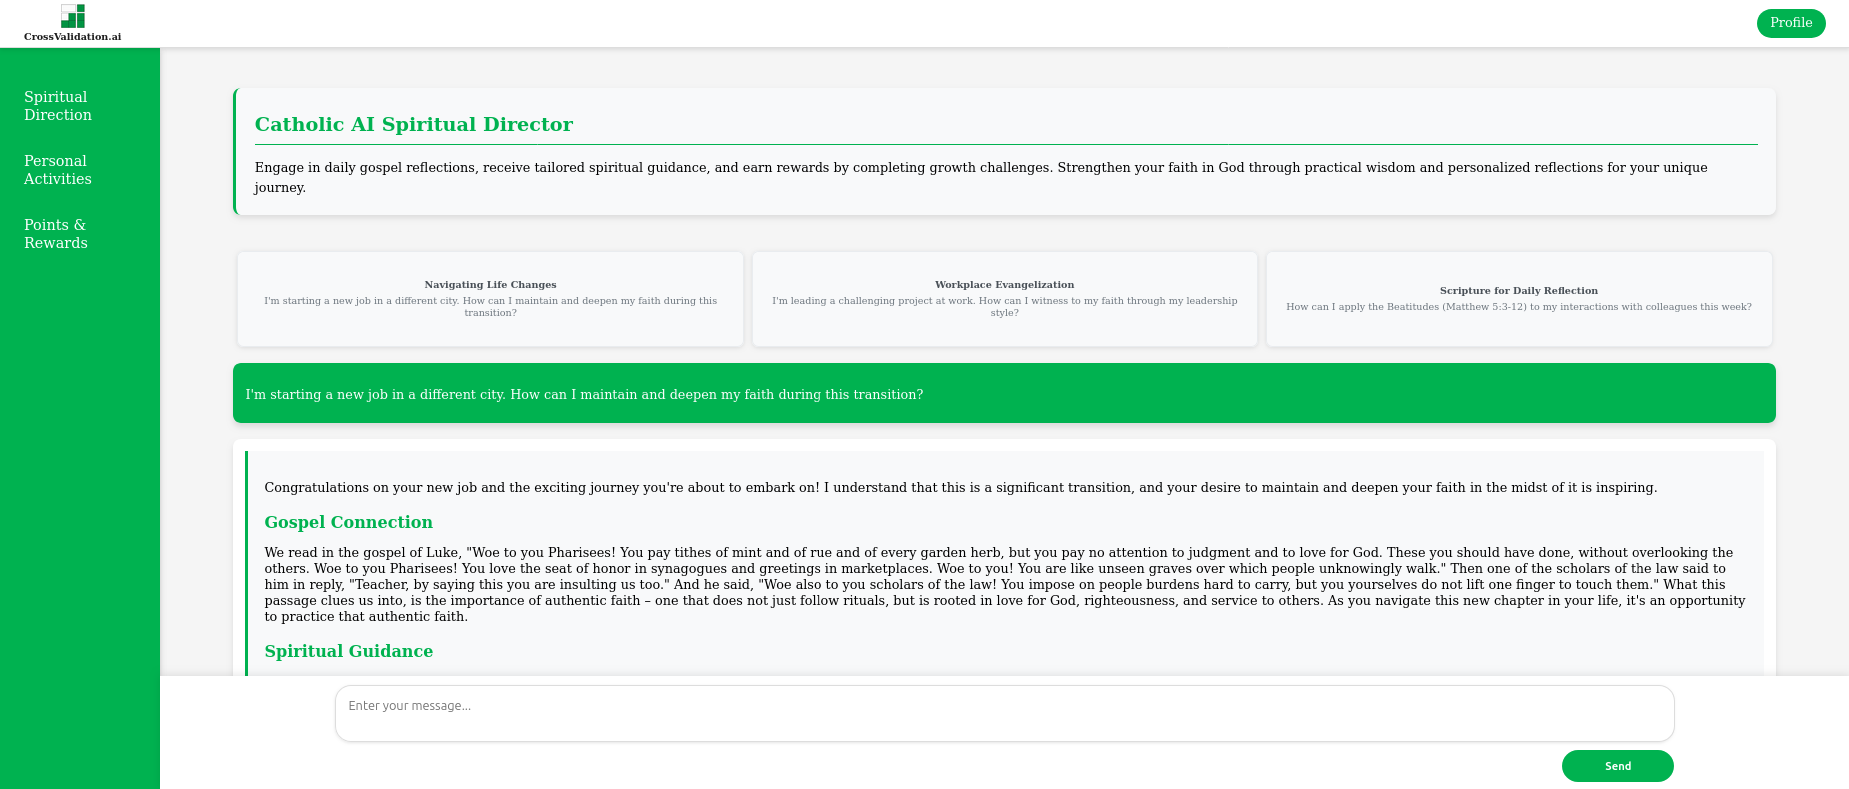 CrossValidation.ai
Profile
Spiritual
Direction
Personal
Activities
Points &
Rewards
Catholic AI Spiritual Director
Engage in daily gospel reflections, receive tailored spiritual guidance, and earn rewards by completing growth challenges. Strengthen your faith in God through practical wisdom and personalized reflections for your unique
journey.
Navigating Life Changes
I'm starting a new job in a different city. How can I maintain and deepen my faith during this
transition?
Workplace Evangelization
I'm leading a challenging project at work. How can I witness to my faith through my leadership
style?
Scripture for Daily Reflection
How can I apply the Beatitudes (Matthew 5:3-12) to my interactions with colleagues this week?
I'm starting a new job in a different city. How can I maintain and deepen my faith during this transition?
Congratulations on your new job and the exciting journey you're about to embark on! I understand that this is a significant transition, and your desire to maintain and deepen your faith in the midst of it is inspiring.
Gospel Connection
We read in the gospel of Luke, "Woe to you Pharisees! You pay tithes of mint and of rue and of every garden herb, but you pay no attention to judgment and to love for God. These you should have done, without overlooking the
others. Woe to you Pharisees! You love the seat of honor in synagogues and greetings in marketplaces. Woe to you! You are like unseen graves over which people unknowingly walk." Then one of the scholars of the law said to
him in reply, "Teacher, by saying this you are insulting us too." And he said, "Woe also to you scholars of the law! You impose on people burdens hard to carry, but you yourselves do not lift one finger to touch them." What this
passage clues us into, is the importance of authentic faith – one that does not just follow rituals, but is rooted in love for God, righteousness, and service to others. As you navigate this new chapter in your life, it's an opportunity
to practice that authentic faith.
Spiritual Guidance
Enter your message...
Send